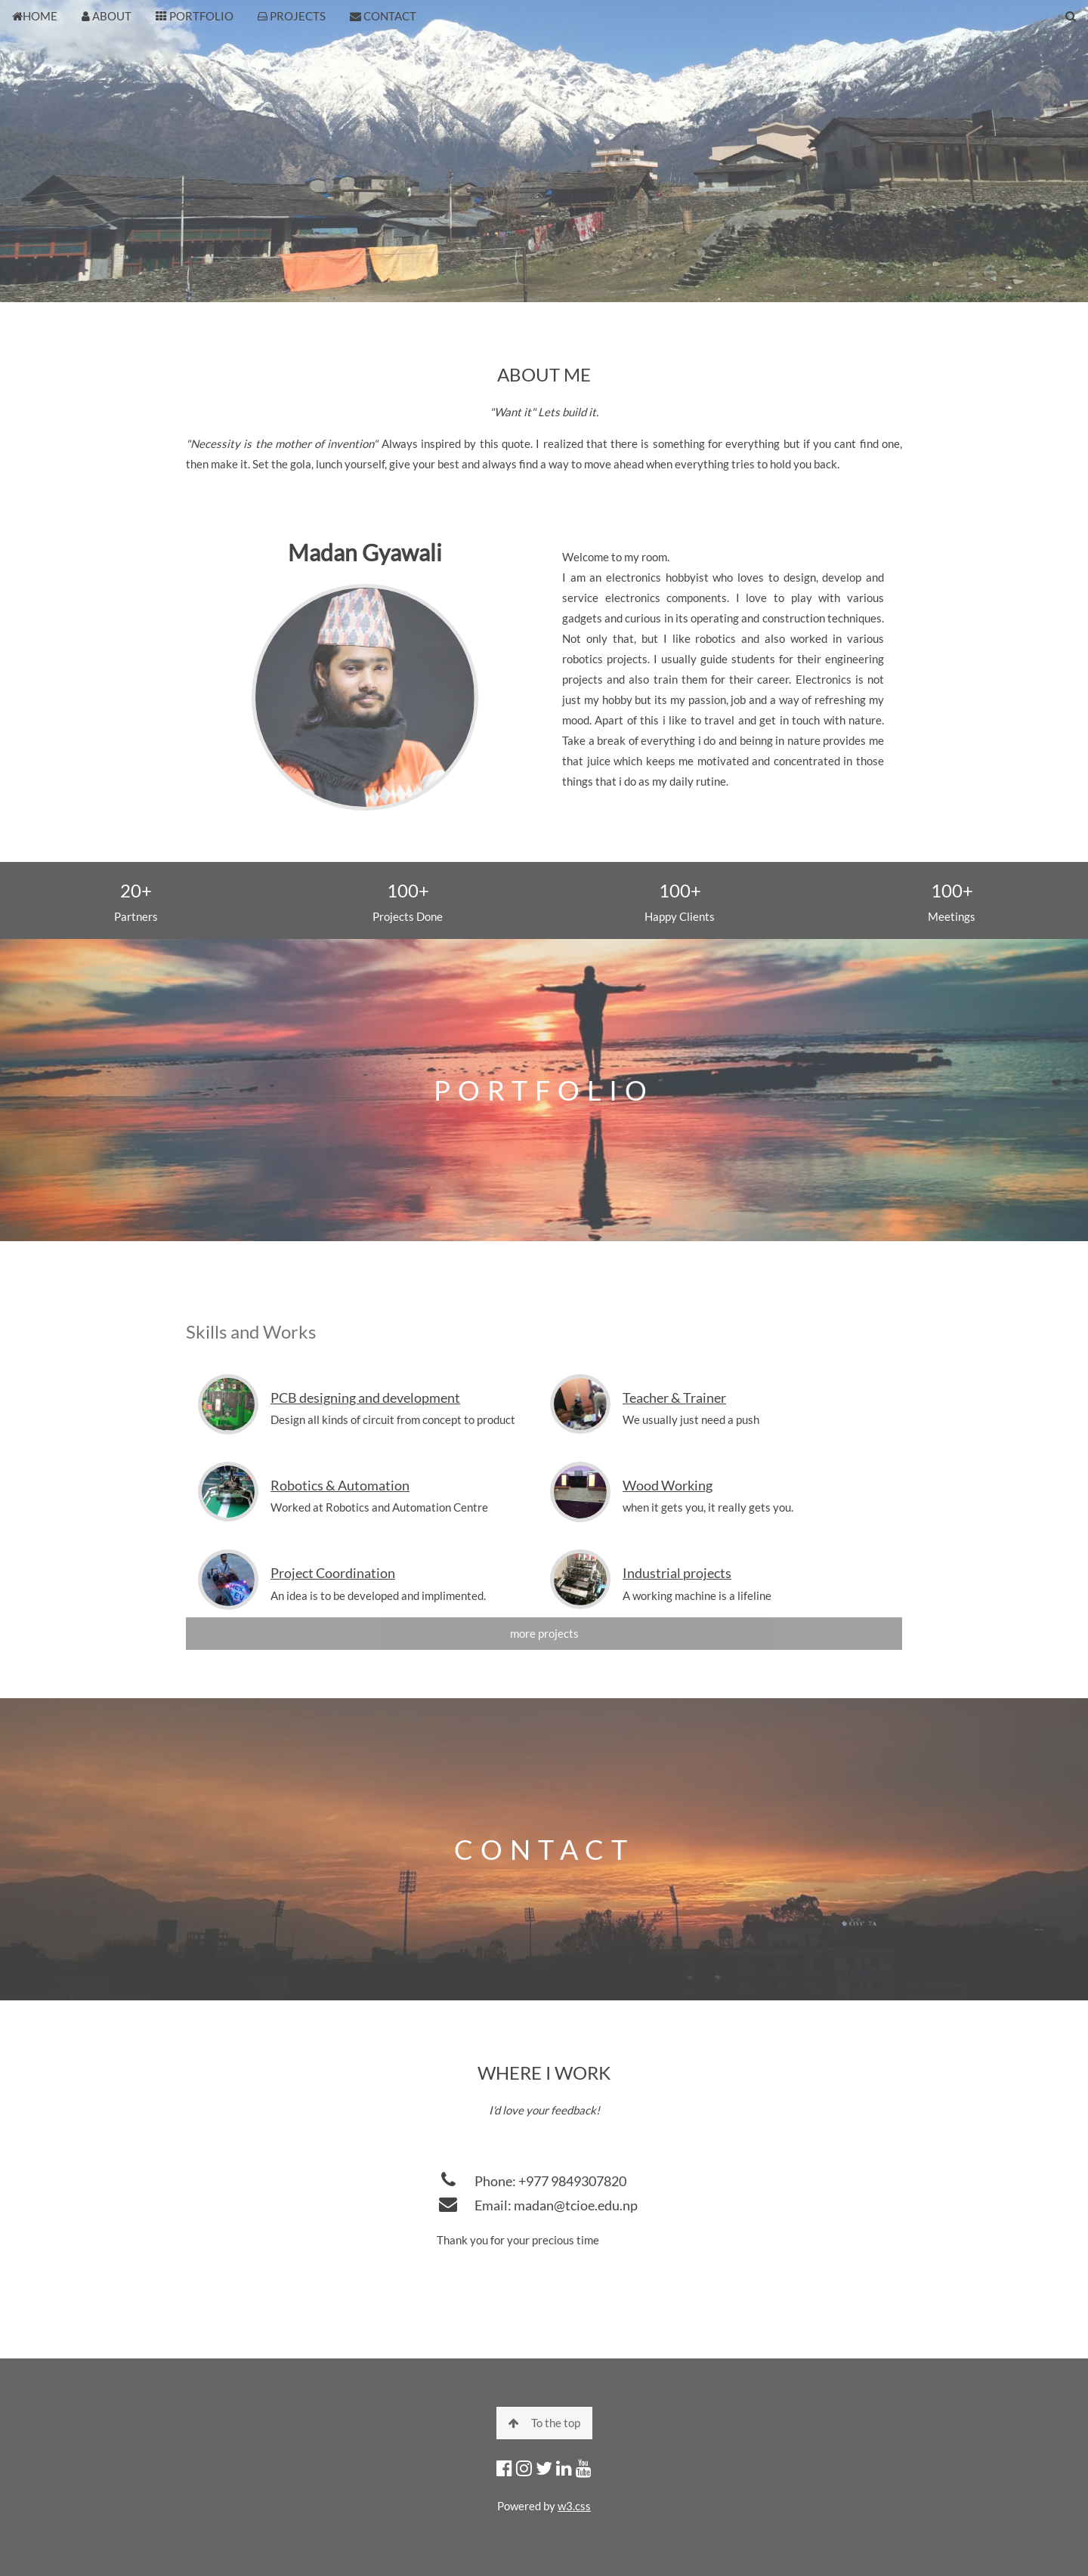 HOME ABOUT PORTFOLIO PROJECTS CONTACT
ABOUT ME
"Want it" Lets build it.
"Necessity is the mother of invention" Always inspired by this quote. I realized that there is something for everything but if you cant find one,
then make it. Set the gola, lunch yourself, give your best and always find a way to move ahead when everything tries to hold you back.
Madan Gyawali
Welcome to my room.
I am an electronics hobbyist who loves to design, develop and
service electronics components. I love to play with various
gadgets and curious in its operating and construction techniques.
Not only that, but I like robotics and also worked in various
robotics projects. I usually guide students for their engineering
projects and also train them for their career. Electronics is not
just my hobby but its my passion, job and a way of refreshing my
mood. Apart of this i like to travel and get in touch with nature.
Take a break of everything i do and beinng in nature provides me
that juice which keeps me motivated and concentrated in those
things that i do as my daily rutine.
20+
Partners
100+
Projects Done
100+
Happy Clients
100+
Meetings
PORTFOLIO
Skills and Works
PCB designing and development
Design all kinds of circuit from concept to product
Teacher & Trainer
We usually just need a push
Robotics & Automation
Worked at Robotics and Automation Centre
Wood Working
when it gets you, it really gets you.
Project Coordination
An idea is to be developed and implimented.
Industrial projects
A working machine is a lifeline
more projects
CONTACT
WHERE I WORK
I'd love your feedback!
Phone: +977 9849307820
Email: madan@tcioe.edu.np
Thank you for your precious time
To the top
You
Tube
Powered by w3.css